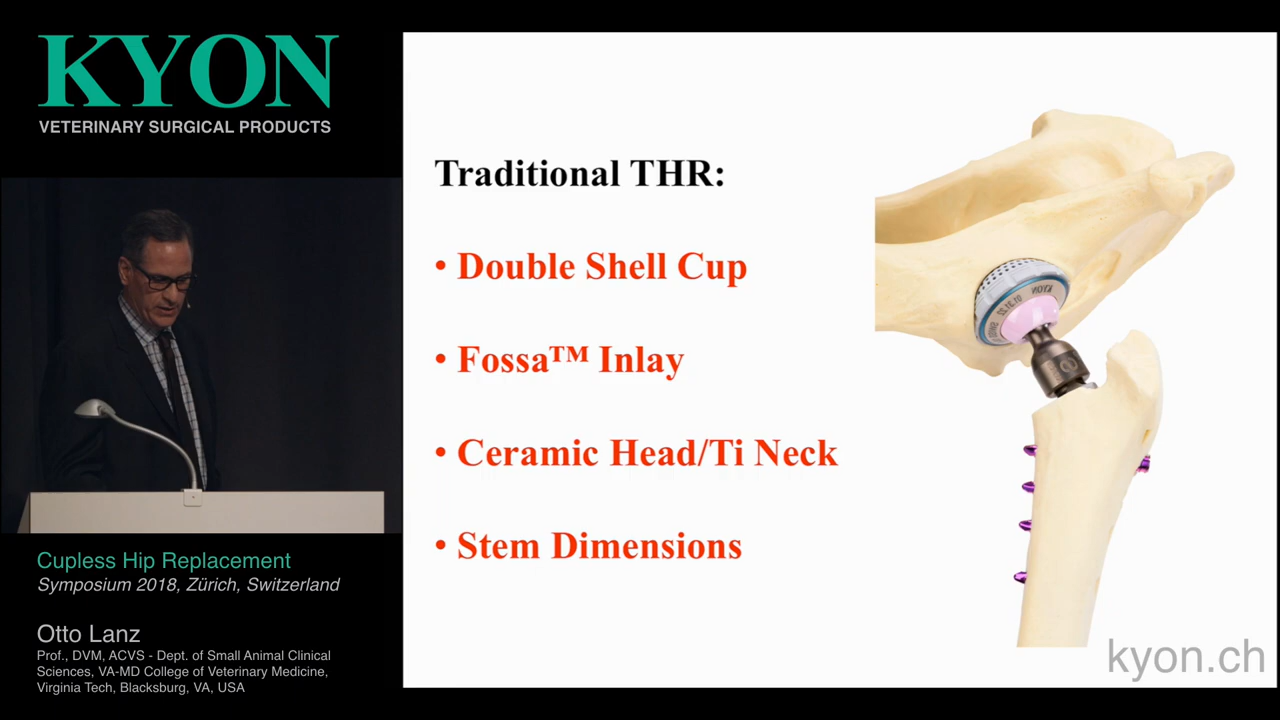 KYON
VETERINARY SURGICAL PRODUCTS
Cupless Hip Replacement
Symposium 2018, Zürich, Switzerland
Otto Lanz
Prof., DVM, ACVS - Dept. of Small Animal Clinical
Sciences, VA-MD College of Veterinary Medicine,
Virginia Tech, Blacksburg, VA, USA
Traditional THR:
• Double Shell Cup
• Fossa™ Inlay
• Ceramic Head/Ti Neck
• Stem Dimensions
KYON
kyon.ch